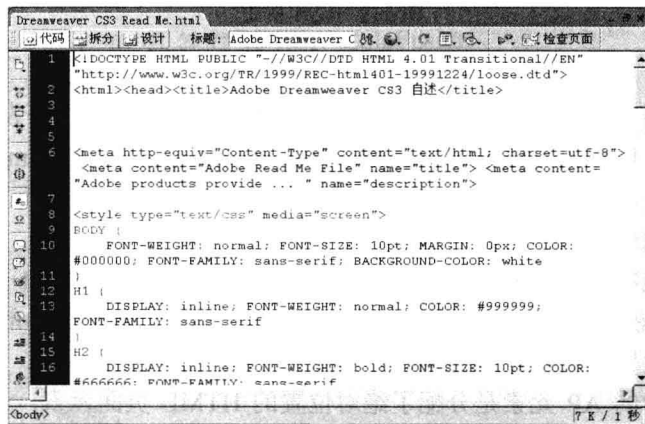 Dreamweaver CS3 Read Me.html
代码 拆分 设计 标题: Adobe Dreamweaver C 检查页面
1 <!DOCTYPE HTML PUBLIC "-//W3C//DTD HTML 4.01 Transitional//EN"
"http://www.w3c.org/TR/1999/REC-html401-19991224/loose.dtd">
2 <html><head><title>Adobe Dreamweaver CS3 自述</title>
3
4
5
6 <meta http-equiv="Content-Type" content="text/html; charset=utf-8">
<meta content="Adobe Read Me File" name="title"> <meta content=
"Adobe products provide ... " name="description">
7
8 <style type="text/css" media="screen">
9 BODY {
10 FONT-WEIGHT: normal; FONT-SIZE: 10pt; MARGIN: 0px; COLOR:
#000000; FONT-FAMILY: sans-serif; BACKGROUND-COLOR: white
11 }
12 H1 {
13 DISPLAY: inline; FONT-WEIGHT: normal; COLOR: #999999;
FONT-FAMILY: sans-serif
14 }
15 H2 {
16 DISPLAY: inline; FONT-WEIGHT: bold; FONT-SIZE: 10pt; COLOR:
#666666; FONT-FAMILY: sans-serif
<body> 7 K / 1 秒